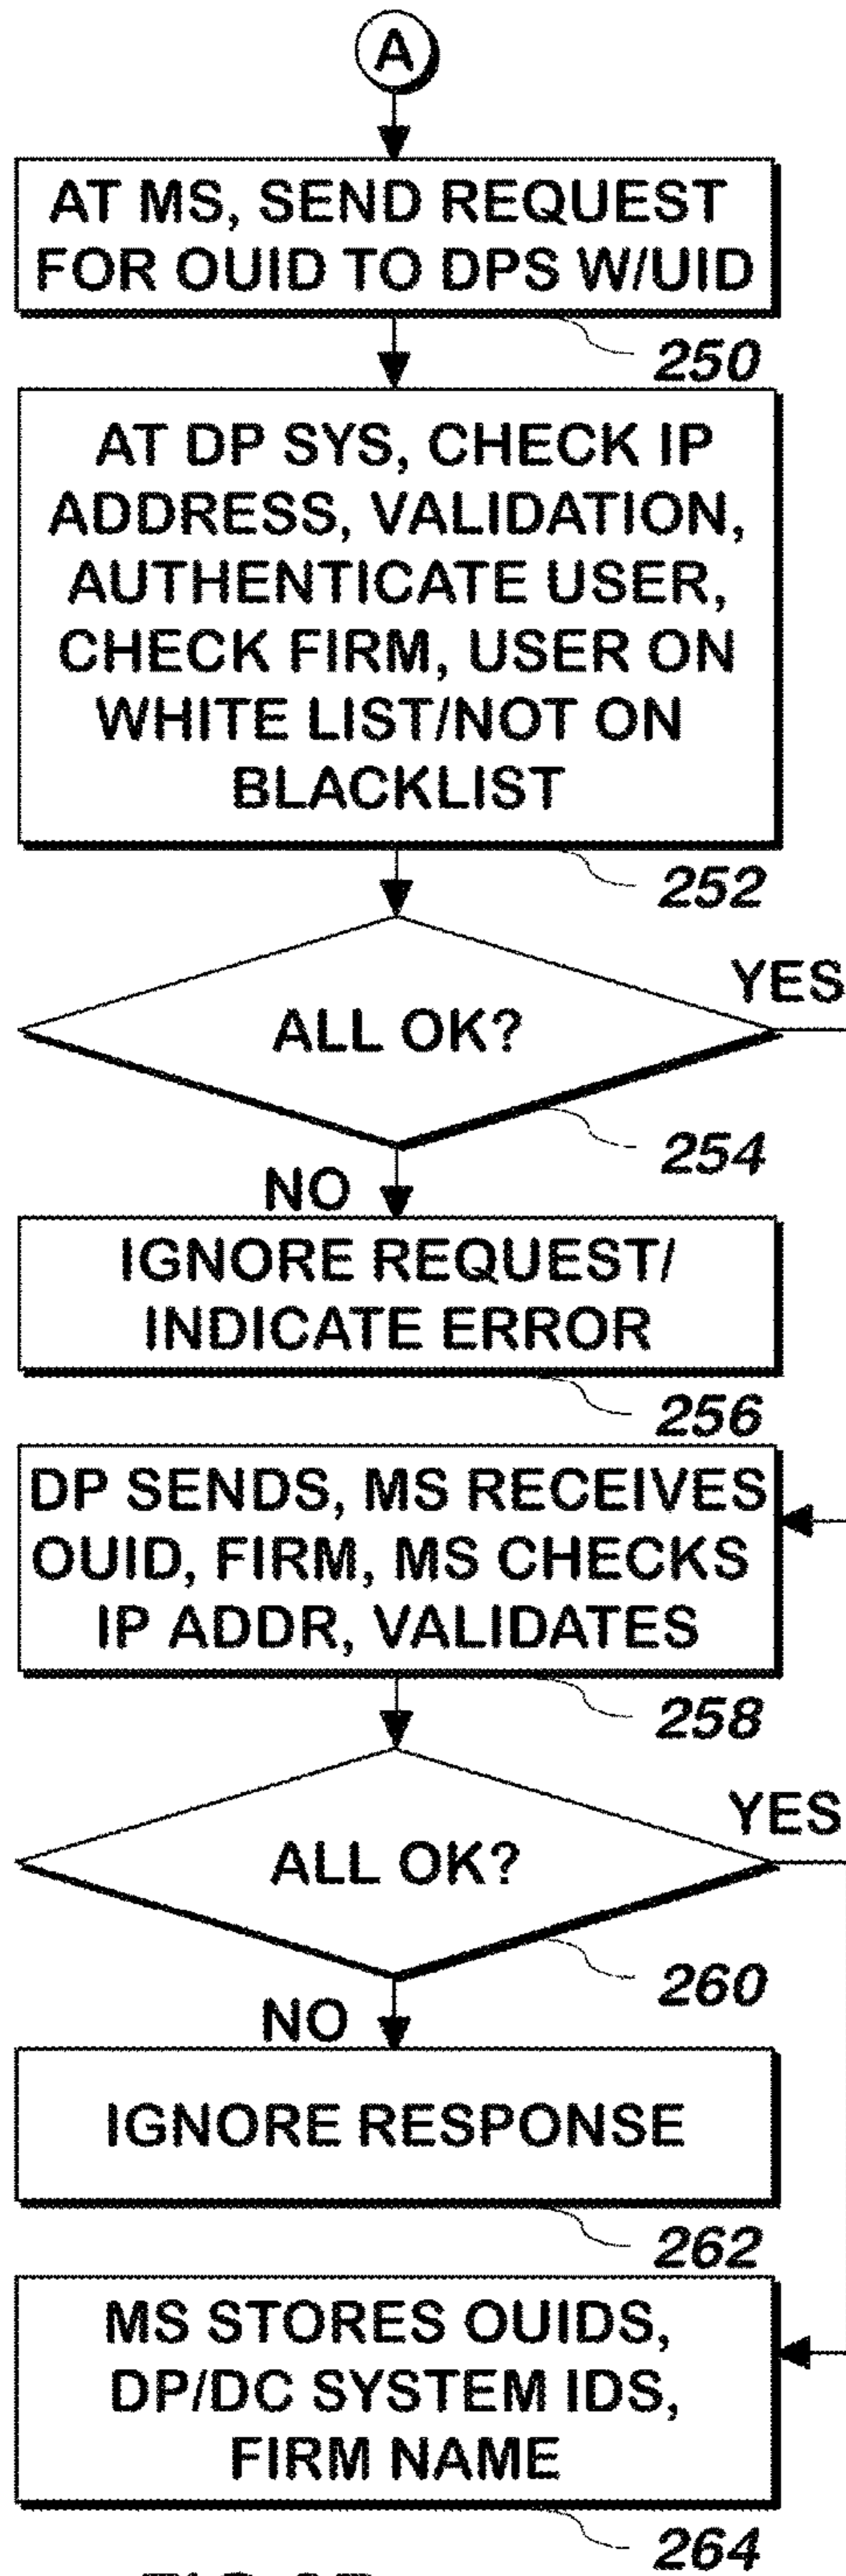 A
AT MS, SEND REQUEST
FOR OUID TO DPS W/UID
250
AT DP SYS, CHECK IP
ADDRESS, VALIDATION,
AUTHENTICATE USER,
CHECK FIRM, USER ON
WHITE LIST/NOT ON
BLACKLIST
252
YES
ALL OK?
254
NO
IGNORE REQUEST/
INDICATE ERROR
256
DP SENDS, MS RECEIVES
OUID, FIRM, MS CHECKS
IP ADDR, VALIDATES
258
YES
ALL OK?
260
NO
IGNORE RESPONSE
262
MS STORES OUIDS,
DP/DC SYSTEM IDS,
FIRM NAME
264